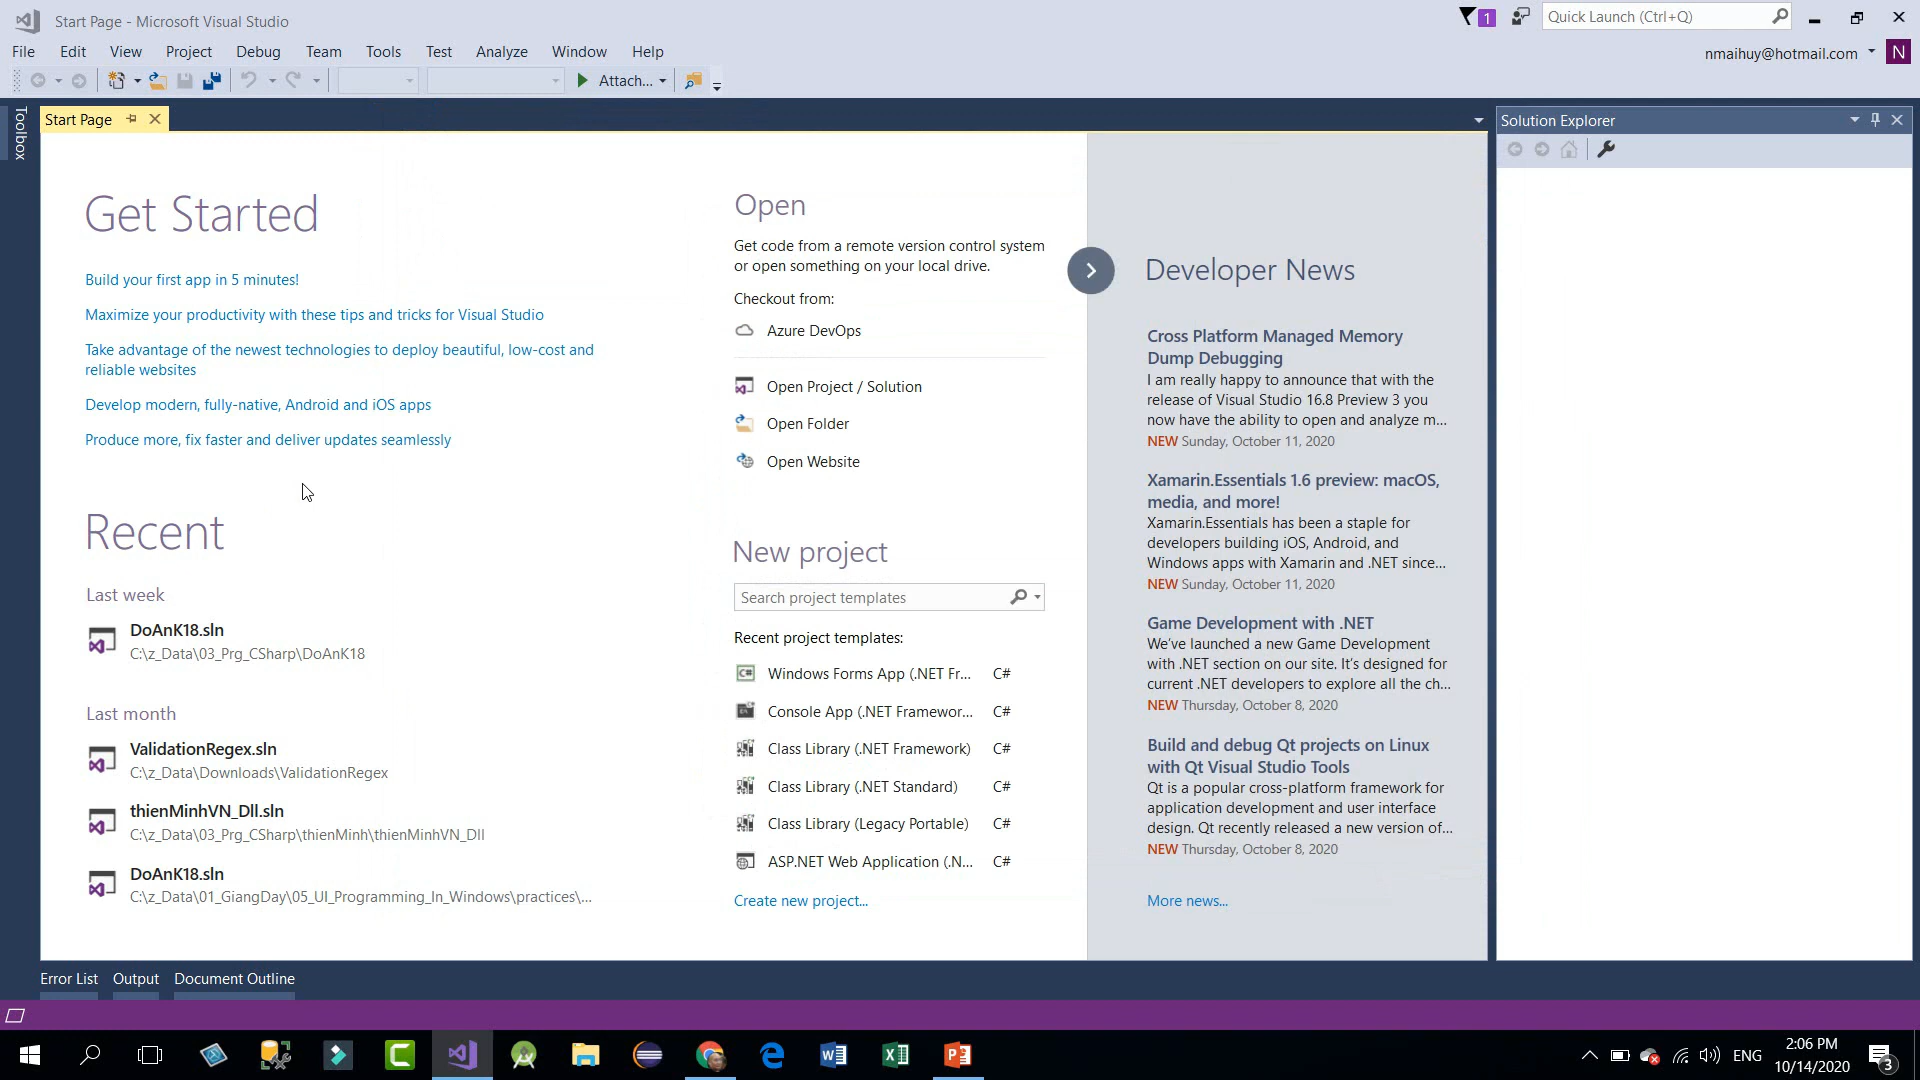 Start Page - Microsoft Visual Studio
1
Quick Launch (Ctrl+Q)
File Edit View Project Debug Team Tools Test Analyze Window Help
nmaihuy@hotmail.com
N
Attach...
Toolbox
Start Page
Solution Explorer
Get Started
Build your first app in 5 minutes!
Maximize your productivity with these tips and tricks for Visual Studio
Take advantage of the newest technologies to deploy beautiful, low-cost and
reliable websites
Develop modern, fully-native, Android and iOS apps
Produce more, fix faster and deliver updates seamlessly
Recent
Last week
DoAnK18.sln
C:\z_Data\03_Prg_CSharp\DoAnK18
Last month
ValidationRegex.sln
C:\z_Data\Downloads\ValidationRegex
thienMinhVN_Dll.sln
C:\z_Data\03_Prg_CSharp\thienMinh\thienMinhVN_Dll
DoAnK18.sln
C:\z_Data\01_GiangDay\05_UI_Programming_In_Windows\practices\...
Open
Get code from a remote version control system
or open something on your local drive.
Checkout from:
Azure DevOps
Open Project / Solution
Open Folder
Open Website
New project
Search project templates
Recent project templates:
Windows Forms App (.NET Fr... C#
Console App (.NET Framewor... C#
Class Library (.NET Framework) C#
Class Library (.NET Standard) C#
Class Library (Legacy Portable) C#
ASP.NET Web Application (.N... C#
Create new project...
Developer News
Cross Platform Managed Memory
Dump Debugging
I am really happy to announce that with the
release of Visual Studio 16.8 Preview 3 you
now have the ability to open and analyze m...
NEW Sunday, October 11, 2020
Xamarin.Essentials 1.6 preview: macOS,
media, and more!
Xamarin.Essentials has been a staple for
developers building iOS, Android, and
Windows apps with Xamarin and .NET since...
NEW Sunday, October 11, 2020
Game Development with .NET
We've launched a new Game Development
with .NET section on our site. It's designed for
current .NET developers to explore all the ch...
NEW Thursday, October 8, 2020
Build and debug Qt projects on Linux
with Qt Visual Studio Tools
Qt is a popular cross-platform framework for
application development and user interface
design. Qt recently released a new version of...
NEW Thursday, October 8, 2020
More news...
Error List Output Document Outline
ENG
2:06 PM
10/14/2020
3